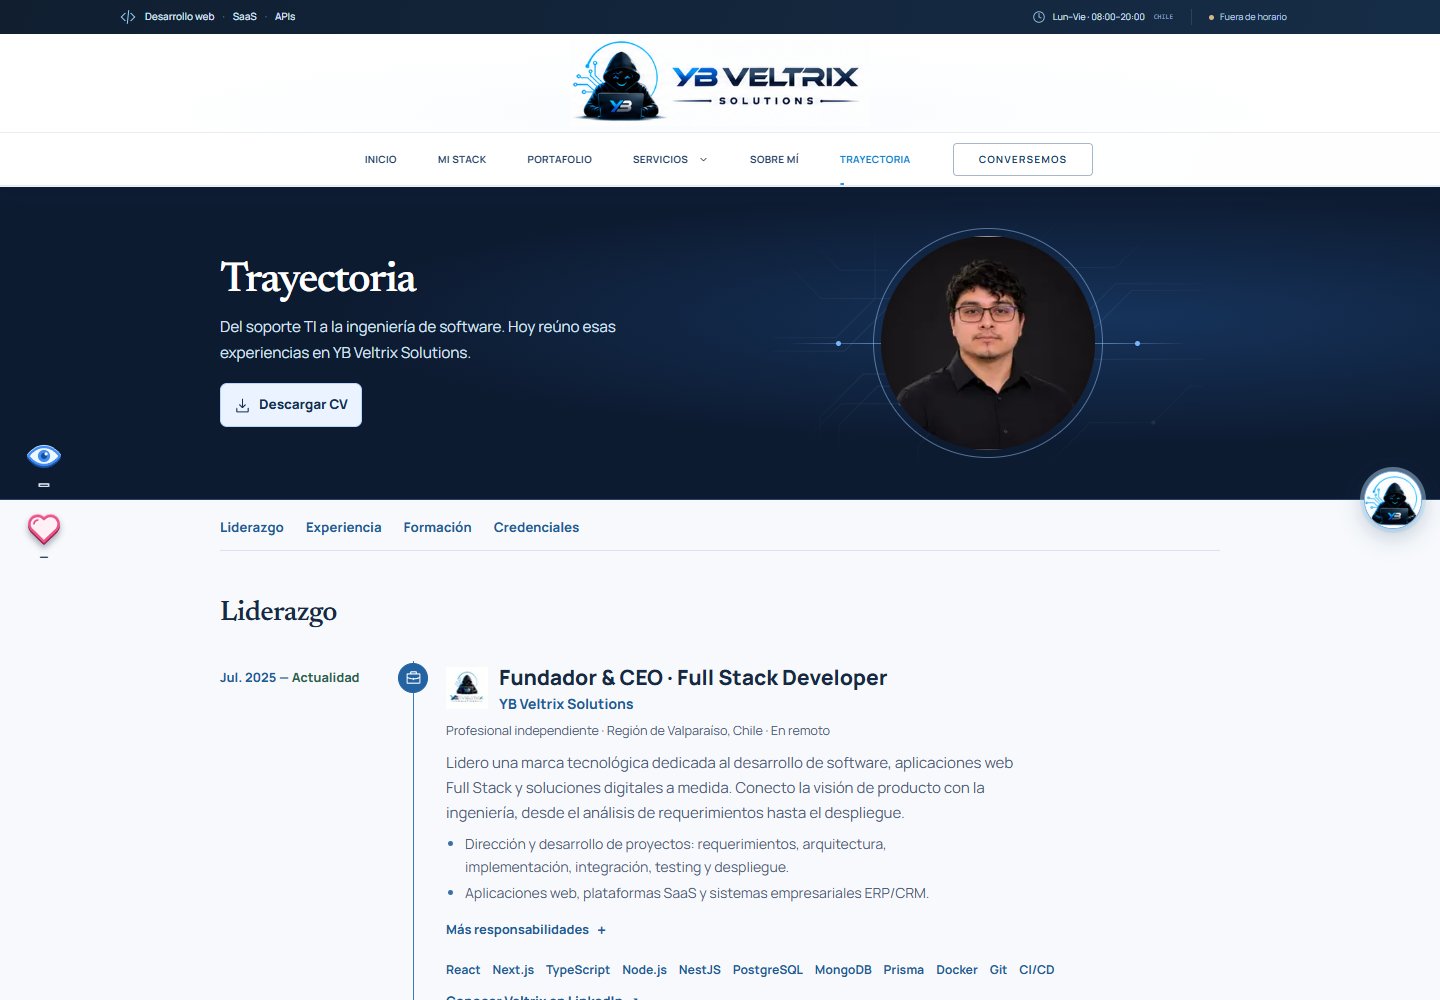 Desarrollo web · SaaS · APIs
Lun–Vie · 08:00–20:00 CHILE
Fuera de horario
YB VELTRIX
SOLUTIONS
YB
INICIO
MI STACK
PORTAFOLIO
SERVICIOS
SOBRE MÍ
TRAYECTORIA
CONVERSEMOS
Trayectoria
Del soporte TI a la ingeniería de software. Hoy reúno esas
experiencias en YB Veltrix Solutions.
Descargar CV
YB
Liderazgo
Experiencia
Formación
Credenciales
Liderazgo
Jul. 2025 — Actualidad
Fundador & CEO · Full Stack Developer
YB Veltrix Solutions
Profesional independiente · Región de Valparaíso, Chile · En remoto
Lidero una marca tecnológica dedicada al desarrollo de software, aplicaciones web
Full Stack y soluciones digitales a medida. Conecto la visión de producto con la
ingeniería, desde el análisis de requerimientos hasta el despliegue.
• Dirección y desarrollo de proyectos: requerimientos, arquitectura,
implementación, integración, testing y despliegue.
• Aplicaciones web, plataformas SaaS y sistemas empresariales ERP/CRM.
Más responsabilidades +
React Next.js TypeScript Node.js NestJS PostgreSQL MongoDB Prisma Docker Git CI/CD
Conocer Veltrix en LinkedIn